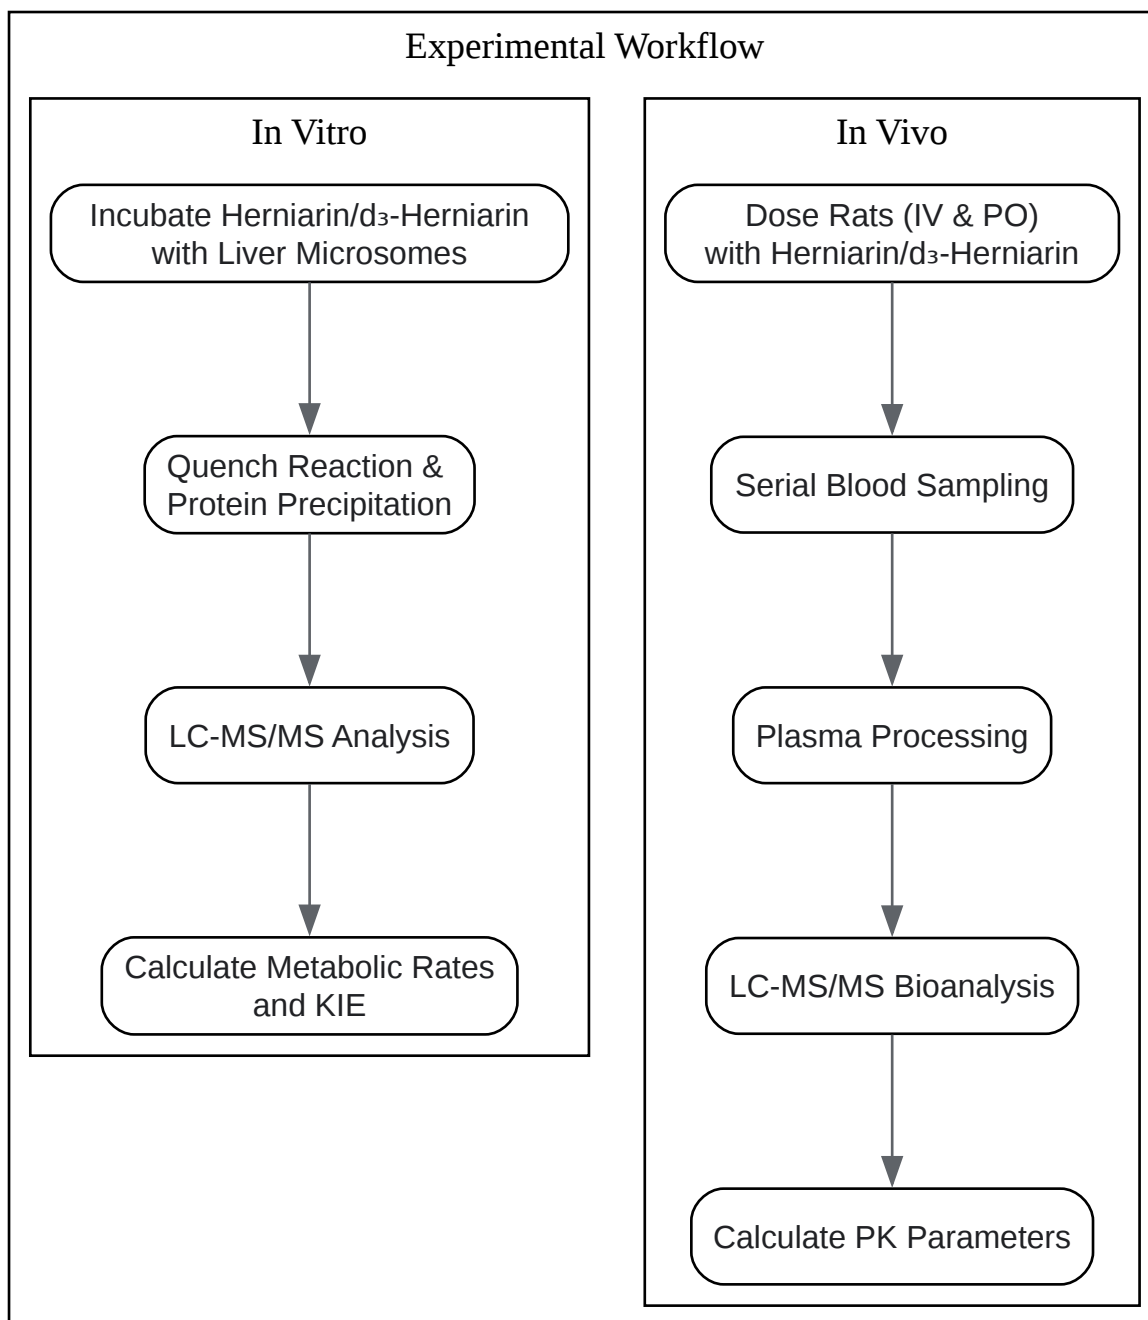 Experimental Workflow
In Vitro
Incubate Herniarin/d₃-Herniarin
with Liver Microsomes
Quench Reaction &
Protein Precipitation
LC-MS/MS Analysis
Calculate Metabolic Rates
and KIE
In Vivo
Dose Rats (IV & PO)
with Herniarin/d₃-Herniarin
Serial Blood Sampling
Plasma Processing
LC-MS/MS Bioanalysis
Calculate PK Parameters